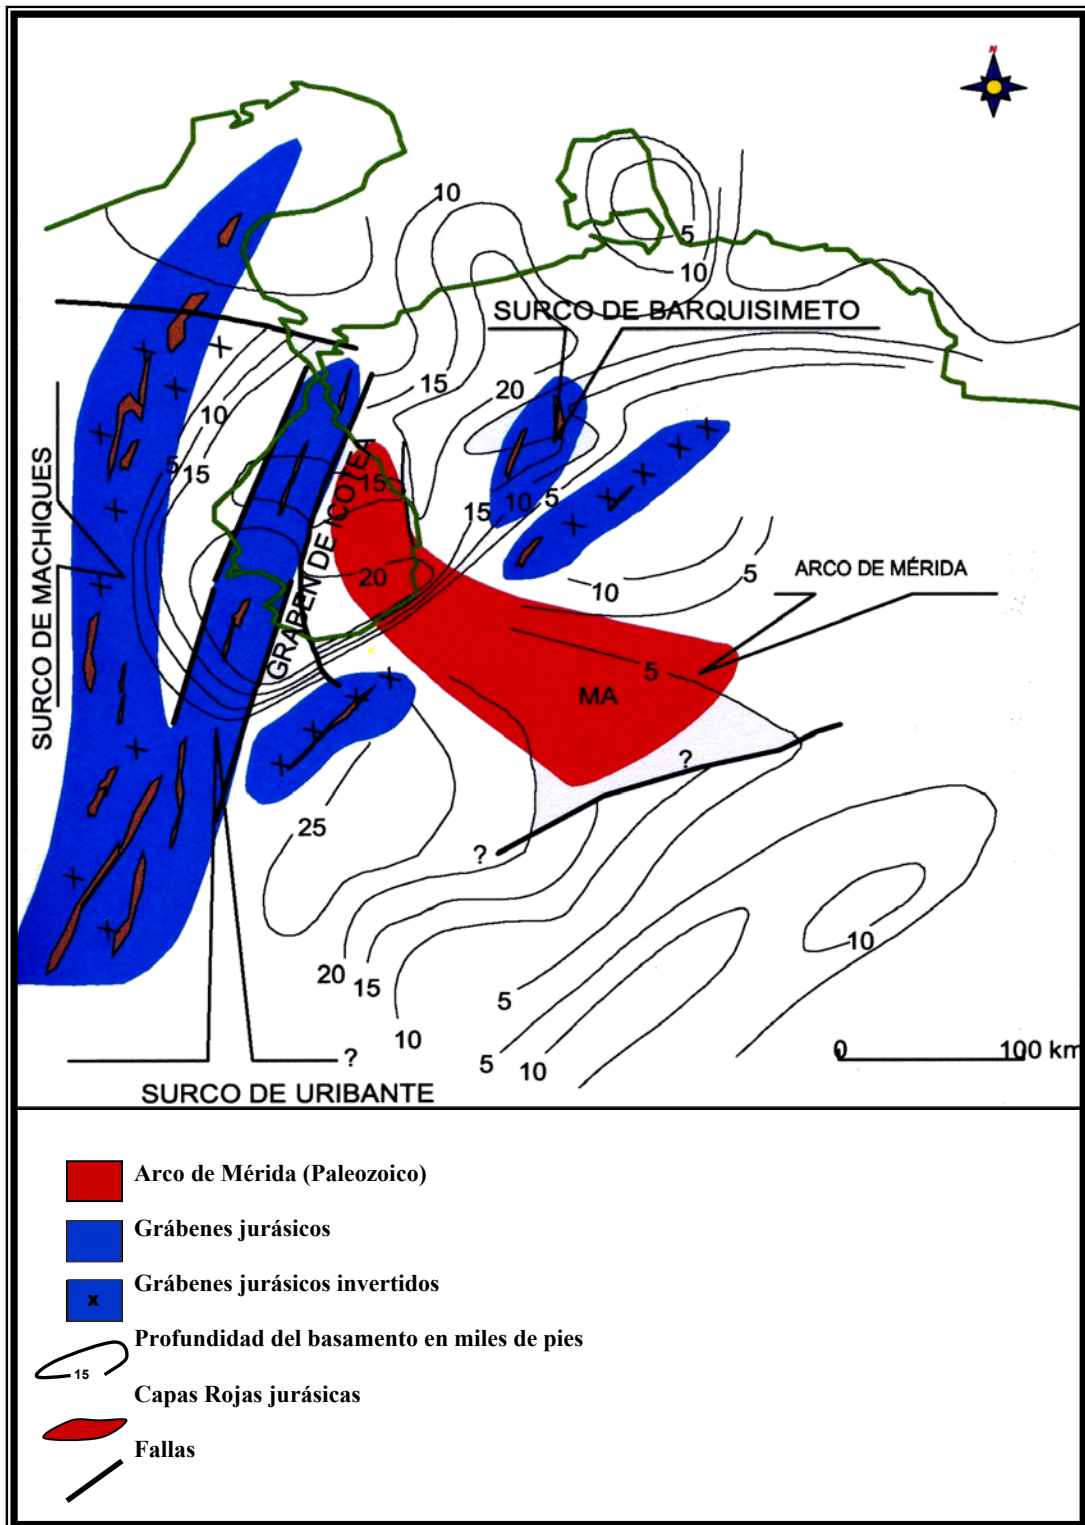 N
10
5
10
SURCO DE BARQUISIMETO
15
20
10
5
15
15
10
5
15
20
GRABEN DE ICOTEA
SURCO DE MACHIQUES
10
5
ARCO DE MÉRIDA
5
MA
?
25
?
10
20
15
5
10
5
10
?
0 100 km
SURCO DE URIBANTE
Arco de Mérida (Paleozoico)
Grábenes jurásicos
x
Grábenes jurásicos invertidos
Profundidad del basamento en miles de pies
15
Capas Rojas jurásicas
Fallas